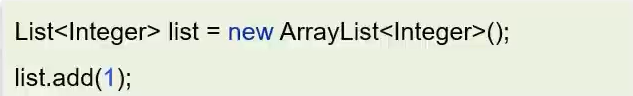 List<Integer> list = new ArrayList<Integer>();
list.add(1);